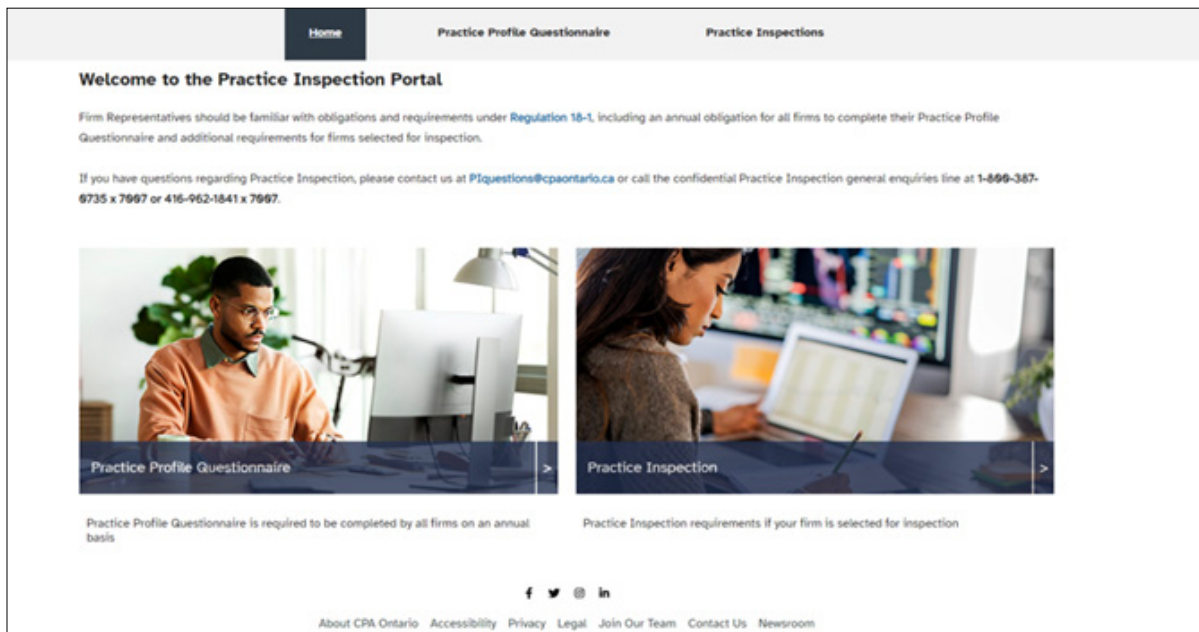 Home Practice Profile Questionnaire Practice Inspections
Welcome to the Practice Inspection Portal
Firm Representatives should be familiar with obligations and requirements under Regulation 18-1, including an annual obligation for all firms to complete their Practice Profile
Questionnaire and additional requirements for firms selected for inspection.
If you have questions regarding Practice Inspection, please contact us at PIquestions@cpaontario.ca or call the confidential Practice Inspection general enquiries line at 1-800-387-
0735 x 7007 or 416-962-1841 x 7007.
Practice Profile Questionnaire >
Practice Inspection >
Practice Profile Questionnaire is required to be completed by all firms on an annual
basis
Practice Inspection requirements if your firm is selected for inspection
About CPA Ontario Accessibility Privacy Legal Join Our Team Contact Us Newsroom